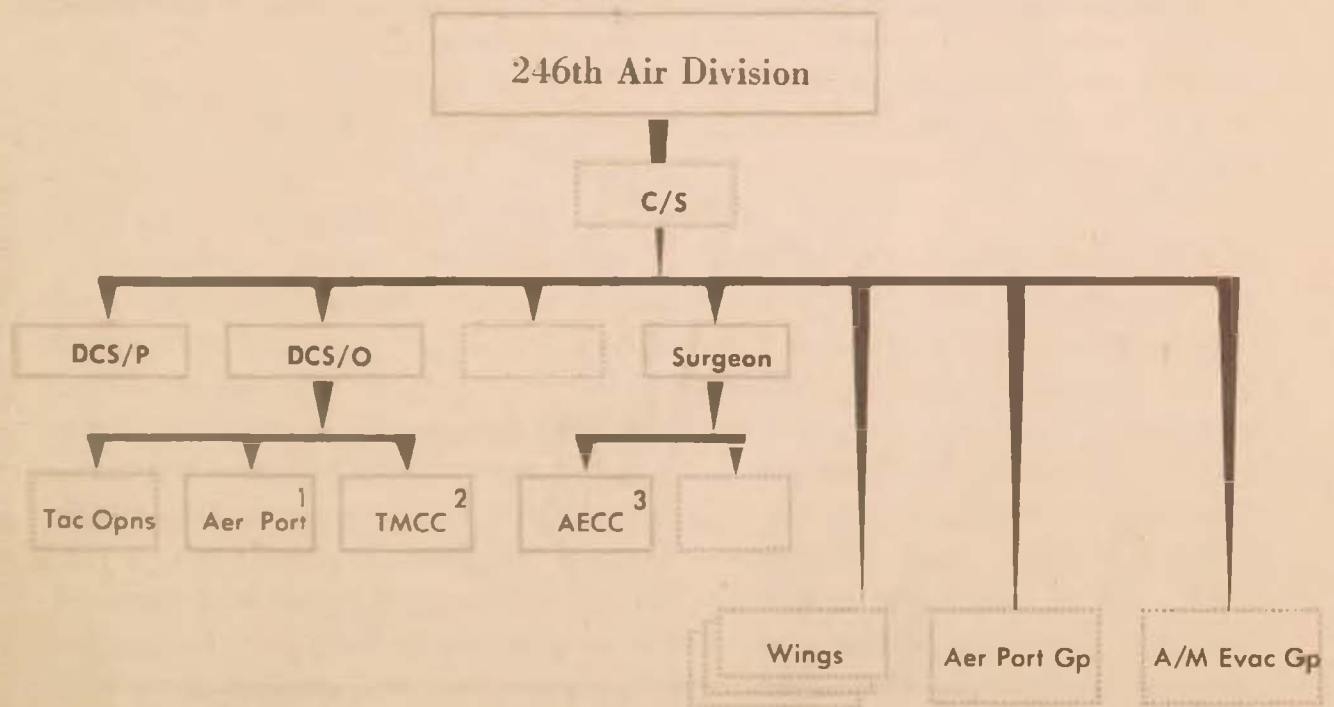 246th Air Division
C/S
DCS/P
DCS/O
Surgeon
Tac Opns
Aer Port 1
TMCC 2
AECC 3
Wings
Aer Port Gp
A/M Evac Gp